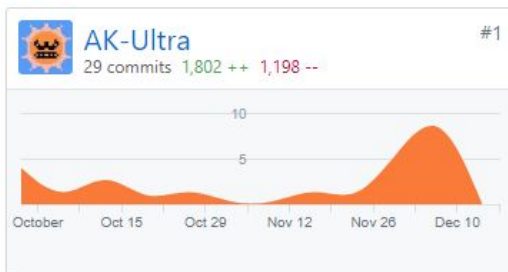 AK-Ultra
#1
29 commits 1,802 ++ 1,198 --
10
5
October Oct 15 Oct 29 Nov 12 Nov 26 Dec 10